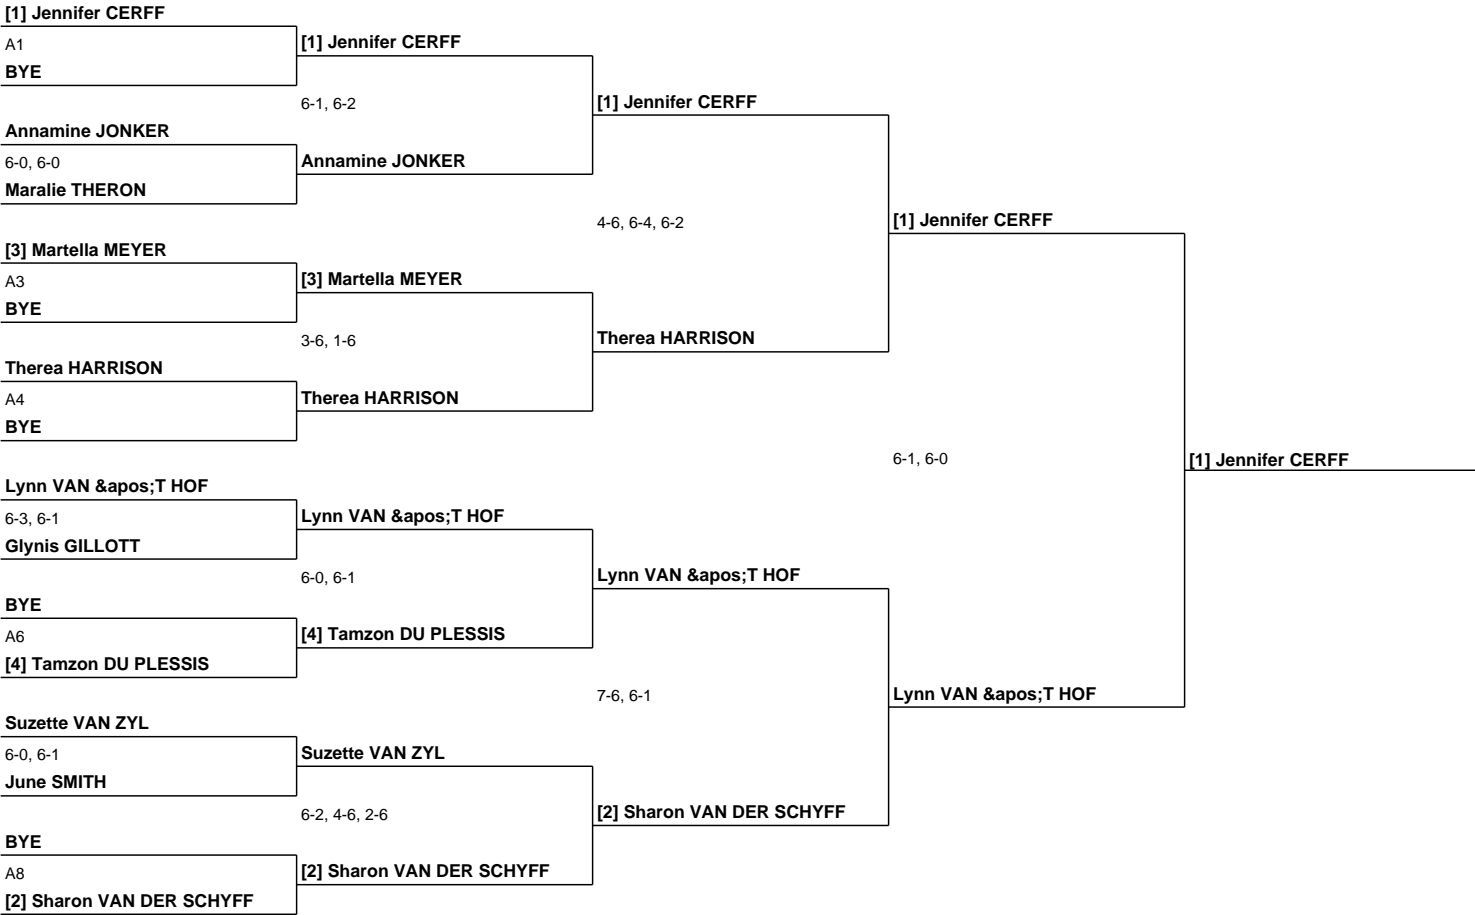 [1] Jennifer CERFF
A1
BYE
[1] Jennifer CERFF
6-1, 6-2
Annamine JONKER
6-0, 6-0
Maralie THERON
Annamine JONKER
[1] Jennifer CERFF
4-6, 6-4, 6-2
[3] Martella MEYER
A3
BYE
[3] Martella MEYER
3-6, 1-6
Therea HARRISON
A4
BYE
Therea HARRISON
Therea HARRISON
[1] Jennifer CERFF
6-1, 6-0
[1] Jennifer CERFF
Lynn VAN &apos;T HOF
6-3, 6-1
Glynis GILLOTT
Lynn VAN &apos;T HOF
6-0, 6-1
BYE
A6
[4] Tamzon DU PLESSIS
[4] Tamzon DU PLESSIS
Lynn VAN &apos;T HOF
7-6, 6-1
Lynn VAN &apos;T HOF
Suzette VAN ZYL
6-0, 6-1
June SMITH
Suzette VAN ZYL
6-2, 4-6, 2-6
BYE
A8
[2] Sharon VAN DER SCHYFF
[2] Sharon VAN DER SCHYFF
[2] Sharon VAN DER SCHYFF